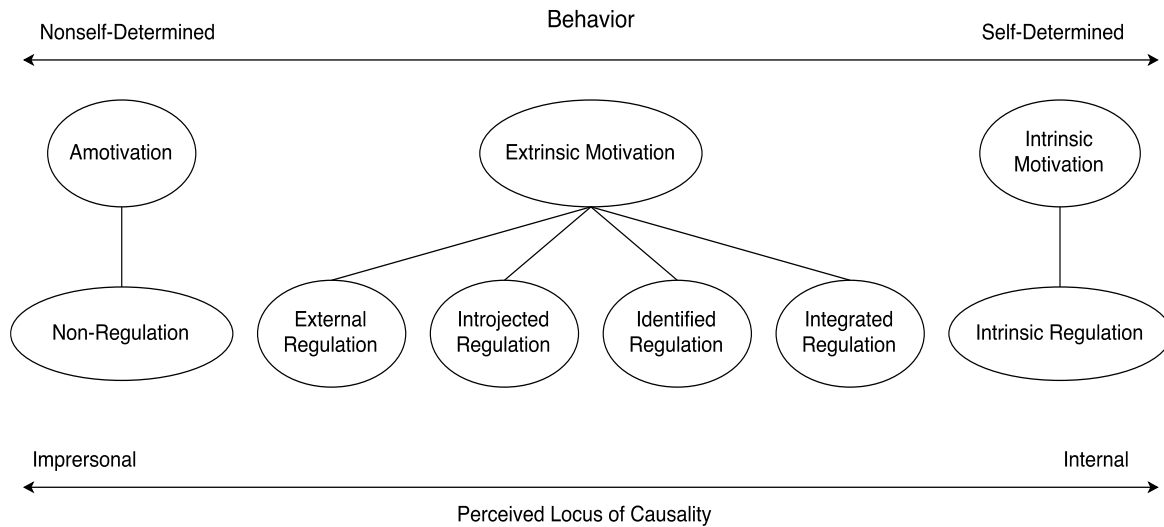 Behavior
Nonself-Determined
Self-Determined
Amotivation
Extrinsic Motivation
Intrinsic
Motivation
Non-Regulation
External
Regulation
Introjected
Regulation
Identified
Regulation
Integrated
Regulation
Intrinsic Regulation
Imprersonal
Internal
Perceived Locus of Causality